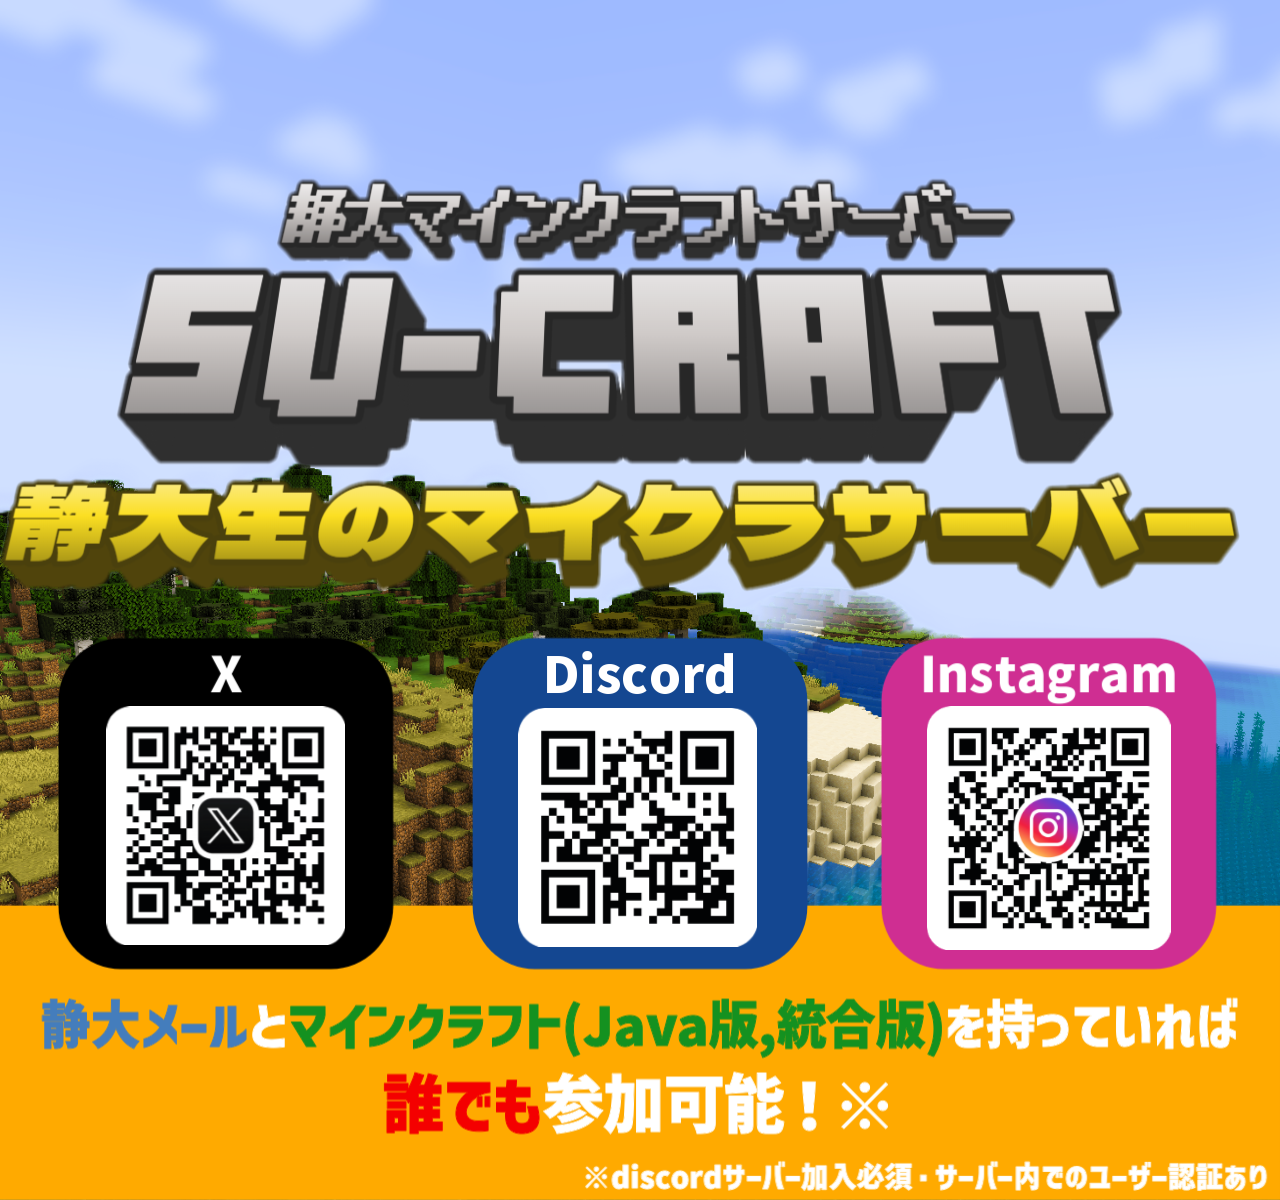 静大マインクラフトサーバー
SU-CRAFT
静大生のマイクラサーバー
X
Discord
Instagram
静大メールとマインクラフト(Java版,統合版)を持っていれば
誰でも参加可能！※
※discordサーバー加入必須・サーバー内でのユーザー認証あり